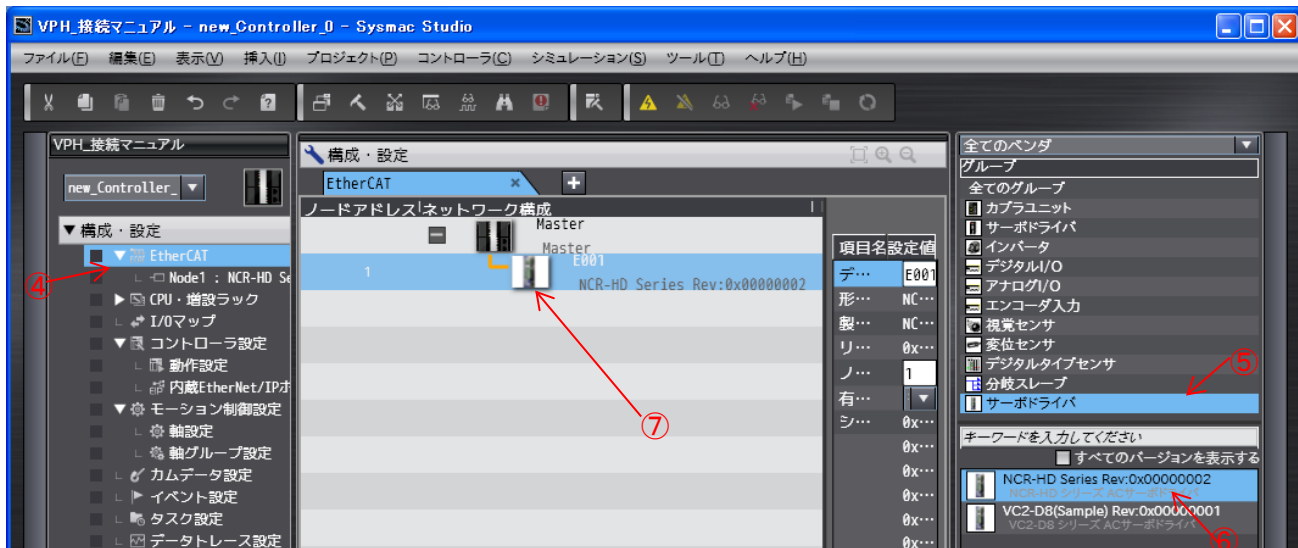 VPH_接続マニュアル - new_Controller_0 - Sysmac Studio
ファイル(F) 編集(E) 表示(V) 挿入(I) プロジェクト(P) コントローラ(C) シミュレーション(S) ツール(T) ヘルプ(H)
VPH_接続マニュアル
new_Controller_
▼構成・設定
④
▼ EtherCAT
Node1 : NCR-HD Se
▶ CPU・増設ラック
I/Oマップ
▼ コントローラ設定
動作設定
内蔵EtherNet/IPポ
▼ モーション制御設定
軸設定
軸グループ設定
カムデータ設定
イベント設定
タスク設定
データトレース設定
構成・設定
EtherCAT
ノードアドレス ネットワーク構成
Master
Master
1 E001
NCR-HD Series Rev:0x00000002
⑦
項目名 設定値
デ… E001
形… NC…
製… NC…
リ… 0x…
ノ… 1
有…
シ… 0x…
0x…
0x…
0x…
0x…
0x…
全てのベンダ
グループ
全てのグループ
カプラユニット
サーボドライバ
インバータ
デジタルI/O
アナログI/O
エンコーダ入力
視覚センサ
変位センサ
デジタルタイプセンサ
⑤
分岐スレーブ
サーボドライバ
キーワードを入力してください
すべてのバージョンを表示する
NCR-HD Series Rev:0x00000002
NCR-HD シリーズ ACサーボドライバ
VC2-D8(Sample) Rev:0x00000001
VC2-D8 シリーズ ACサーボドライバ
⑥